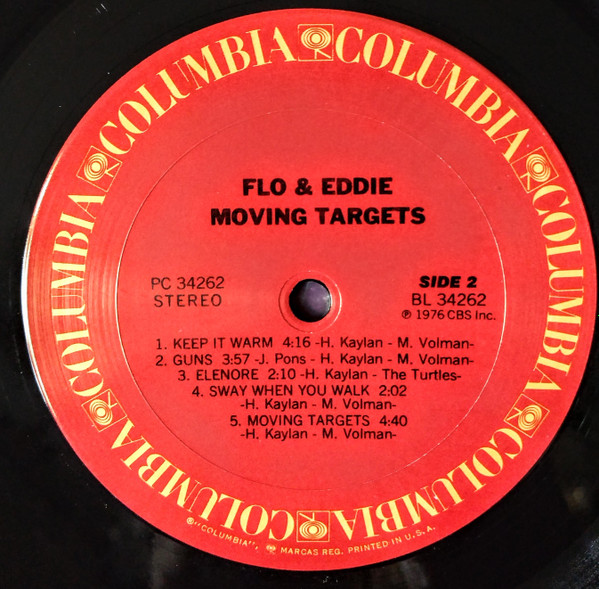 COLUMBIA COLUMBIA COLUMBIA COLUMBIA COLUMBIA COLUMBIA COLUMBIA
FLO & EDDIE
MOVING TARGETS
PC 34262
STEREO
SIDE 2
BL 34262
℗ 1976 CBS Inc.
1. KEEP IT WARM 4:16 -H. Kaylan - M. Volman-
2. GUNS 3:57 -J. Pons - H. Kaylan - M. Volman-
3. ELENORE 2:10 -H. Kaylan - The Turtles-
4. SWAY WHEN YOU WALK 2:02
-H. Kaylan - M. Volman-
5. MOVING TARGETS 4:40
-H. Kaylan - M. Volman-
®"COLUMBIA", MARCAS REG. PRINTED IN U.S.A.